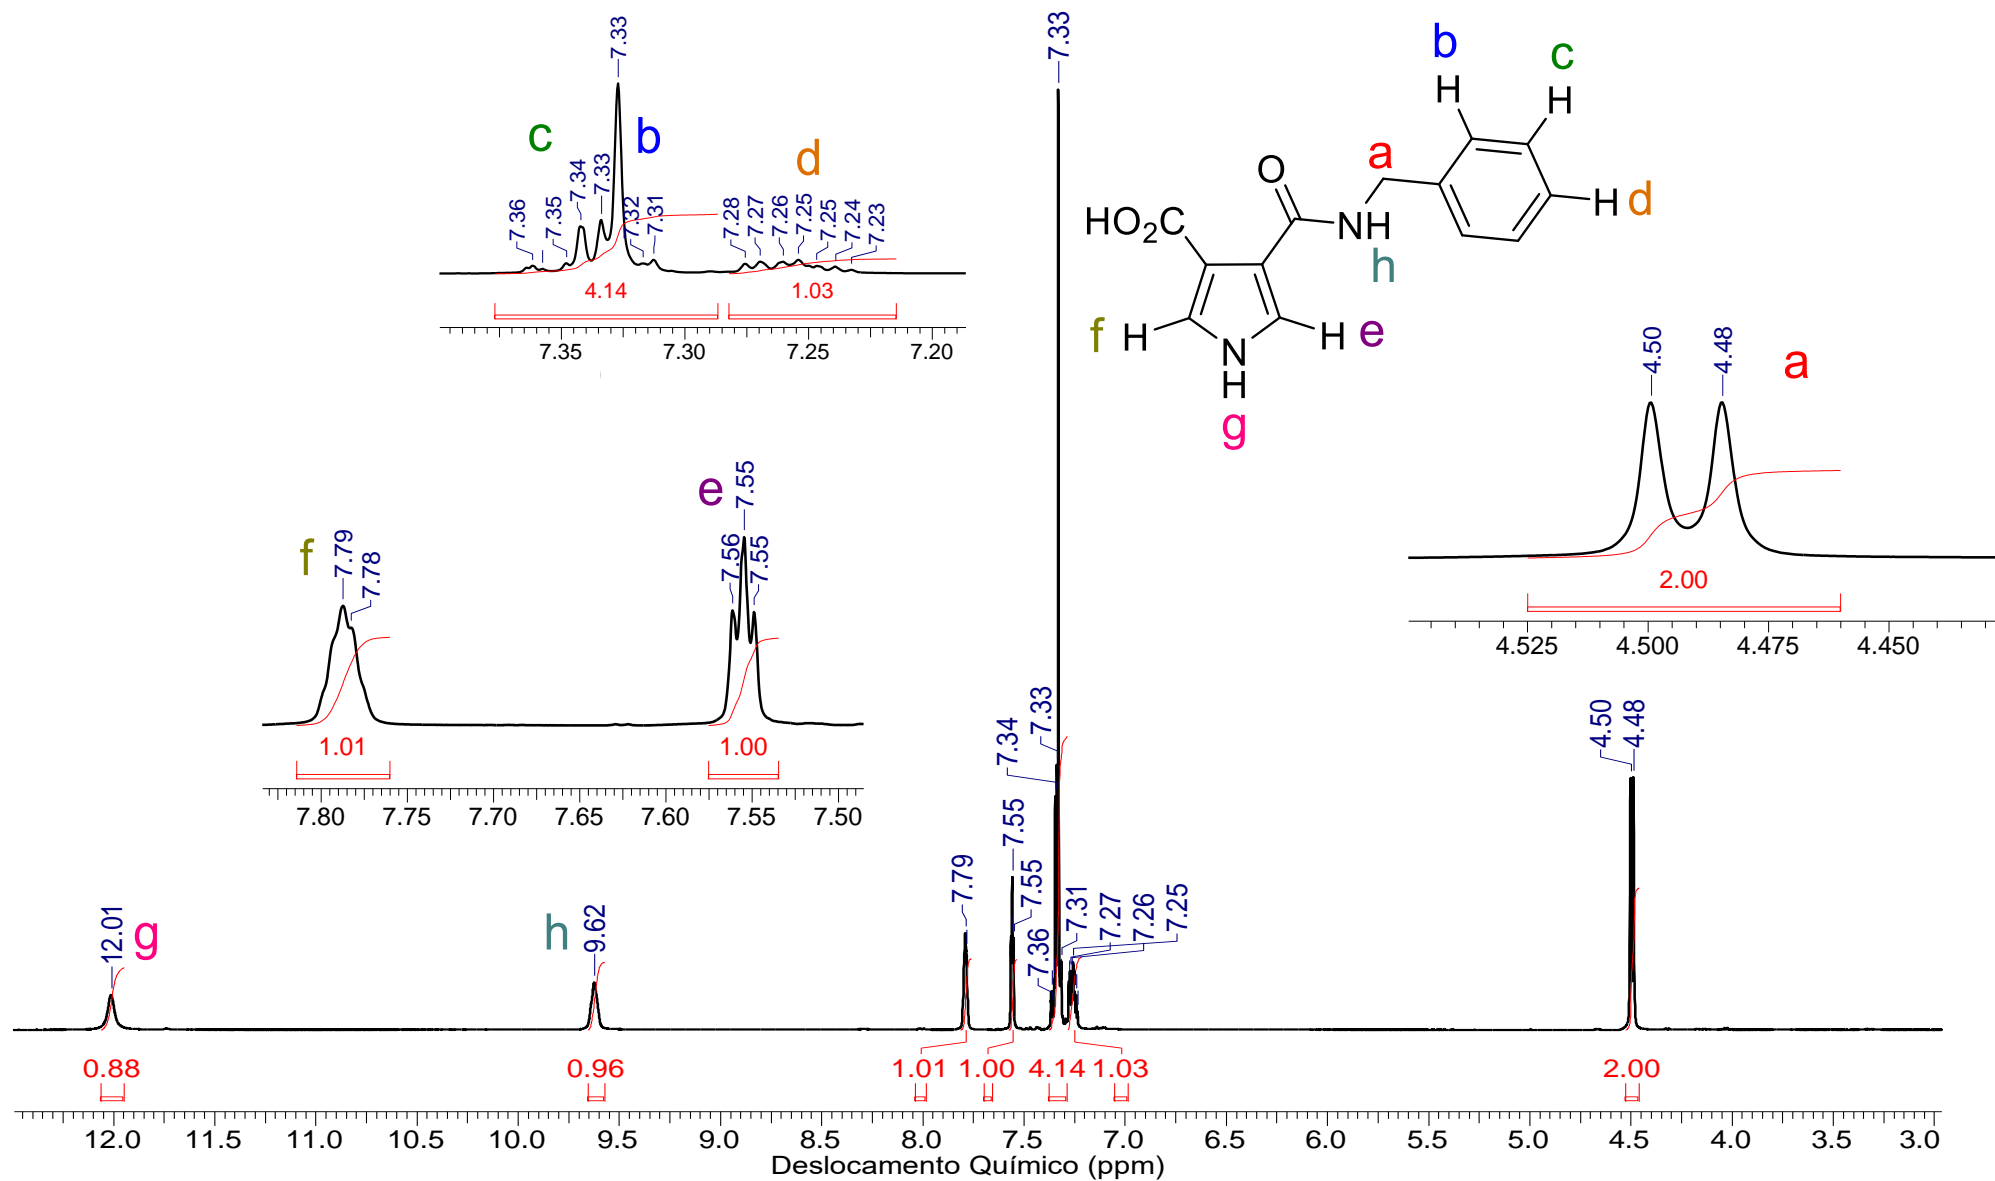 7.33
c
b
7.36
7.35
7.34
7.33
7.32
7.31
d
7.28
7.27
7.26
7.25
7.25
7.24
7.23
4.14
1.03
7.35 7.30 7.25 7.20
7.33
b
c
H
H
a
O
H d
HO2C
NH
h
f H
H e
N
H
g
4.50
4.48
a
2.00
4.525 4.500 4.475 4.450
f
7.79
7.78
e
7.56
7.55
7.55
1.01
1.00
7.80 7.75 7.70 7.65 7.60 7.55 7.50
12.01
g
h
9.62
7.79
7.55
7.55
7.34
7.33
7.36
7.31
7.27
7.26
7.25
4.50
4.48
0.88 0.96 1.01 1.00 4.14 1.03 2.00
12.0 11.5 11.0 10.5 10.0 9.5 9.0 8.5 8.0 7.5 7.0 6.5 6.0 5.5 5.0 4.5 4.0 3.5 3.0
Deslocamento Químico (ppm)